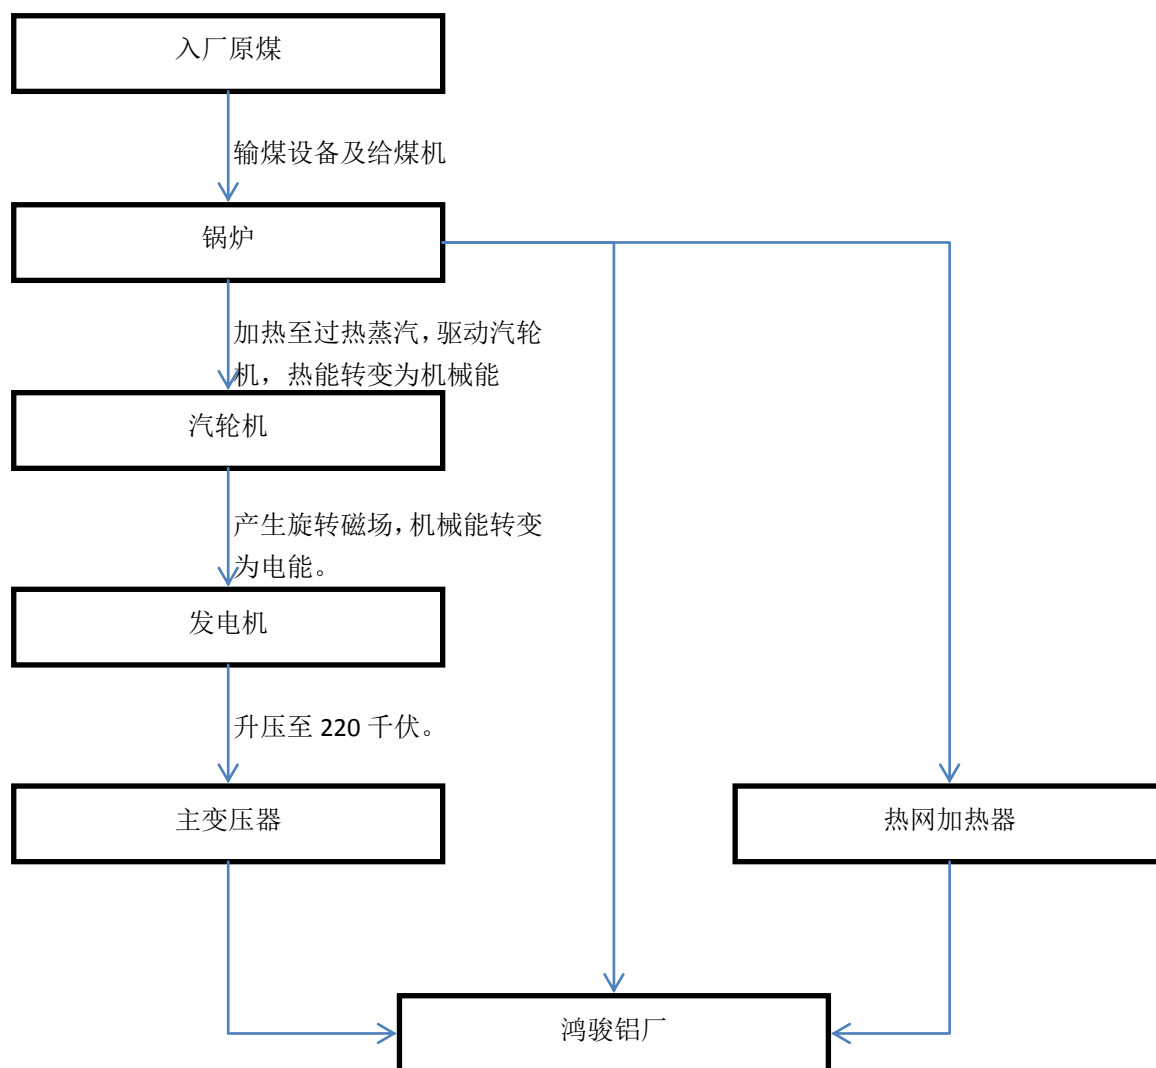 入厂原煤
输煤设备及给煤机
锅炉
加热至过热蒸汽，驱动汽轮
机，热能转变为机械能
汽轮机
产生旋转磁场，机械能转变
为电能。
发电机
升压至 220 千伏。
主变压器
热网加热器
鸿骏铝厂